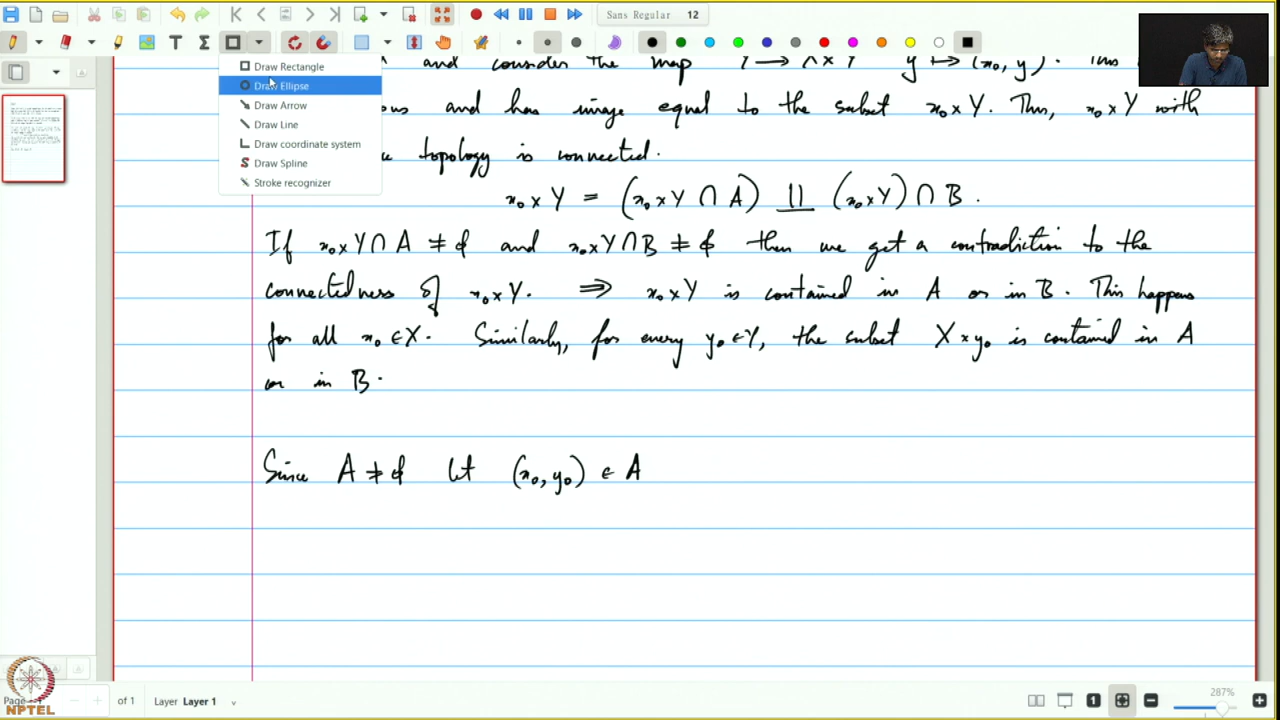 Sans Regular 12
and consider the map Y → X × Y y ↦ (x₀, y). This
Draw Rectangle
Draw Ellipse
Draw Arrow
Draw Line
Draw coordinate system
Draw Spline
Stroke recognizer
and has image equal to the subset x₀ × Y. Thus, x₀ × Y with
topology is connected.
x₀ × Y = (x₀ × Y ∩ A) ⨿ (x₀ × Y) ∩ B.
If x₀ × Y ∩ A ≠ ϕ and x₀ × Y ∩ B ≠ ϕ then we get a contradiction to the
connectedness of x₀ × Y. ⇒ x₀ × Y is contained in A or in B. This happens
for all x₀ ∈ X. Similarly, for every y₀ ∈ Y, the subset X × y₀ is contained in A
or in B.
Since A ≠ ϕ let (x₀, y₀) ∈ A
NPTEL
Page of 1 Layer Layer 1
287%